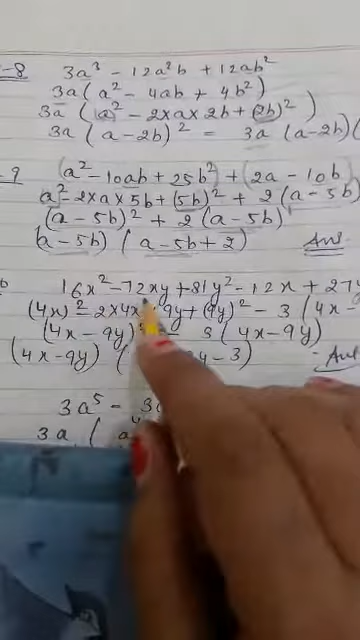 -8 3a³ - 12a²b + 12ab²
3a (a² - 4ab + 4b²)
3a (a² - 2xax2b + (2b)²)
3a (a-2b)² = 3a (a-2b)(
-9 (a² - 10ab + 25b²) + (2a - 10b)
a² - 2xax5b + (5b)² + 2(a-5b)
(a-5b)² + 2(a-5b)
(a-5b) (a-5b+2) Ans
16x² - 72xy + 81y² - 12x + 27y
(4x)² - 2x4x 9y + (9y)² - 3 (4x -
(4x-9y) 3 (4x-9y)
(4x-9y) ( y - 3) - Ans
3a⁵ - 3
3a ( a⁴